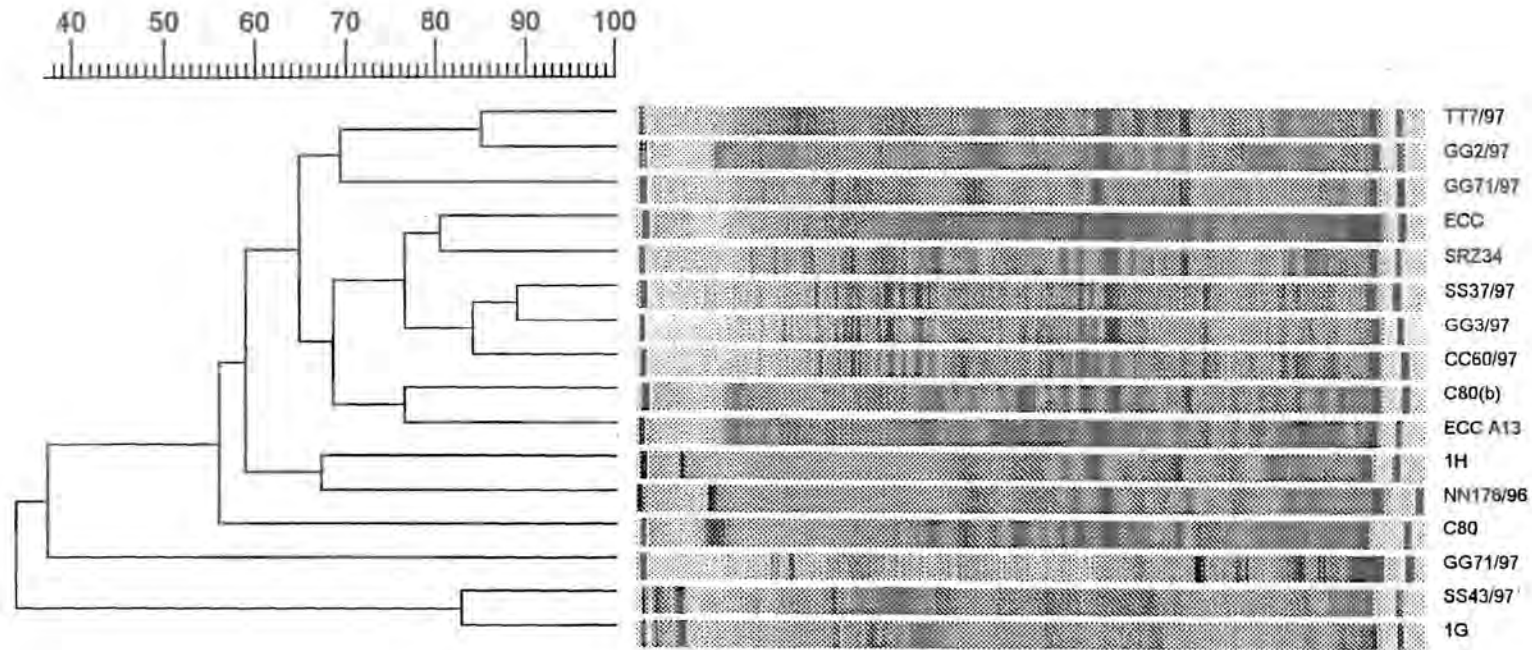 40 50 60 70 80 90 100
TT7/97
GG2/97
GG71/97
ECC
SRZ34
SS37/97
GG3/97
CC60/97
C80(b)
ECC A13
1H
NN176/96
C80
GG71/97
SS43/97
1G